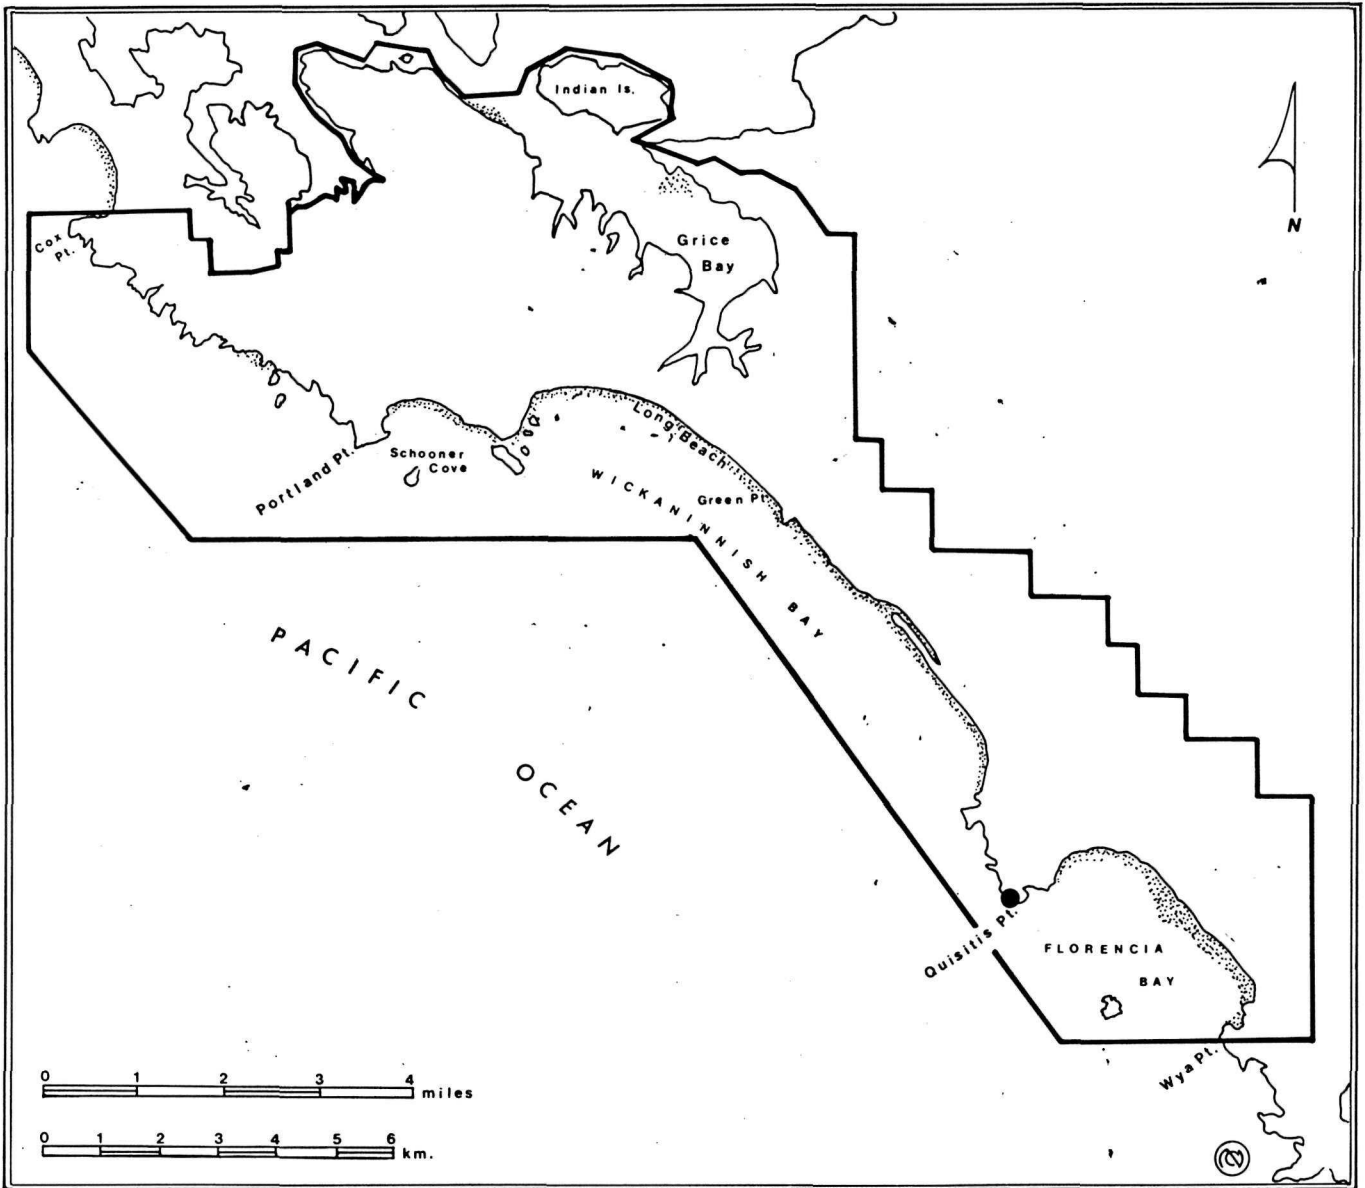 Indian Is.
N
Grice
Bay
Cox
Pt.
Long Beach
Schooner
Cove
Portland Pt.
Green Pt.
WICKANINNISH BAY
PACIFIC
OCEAN
Quisitis Pt.
FLORENCIA
BAY
Wya Pt.
0 1 2 3 4
miles
0 1 2 3 4 5 6
km.